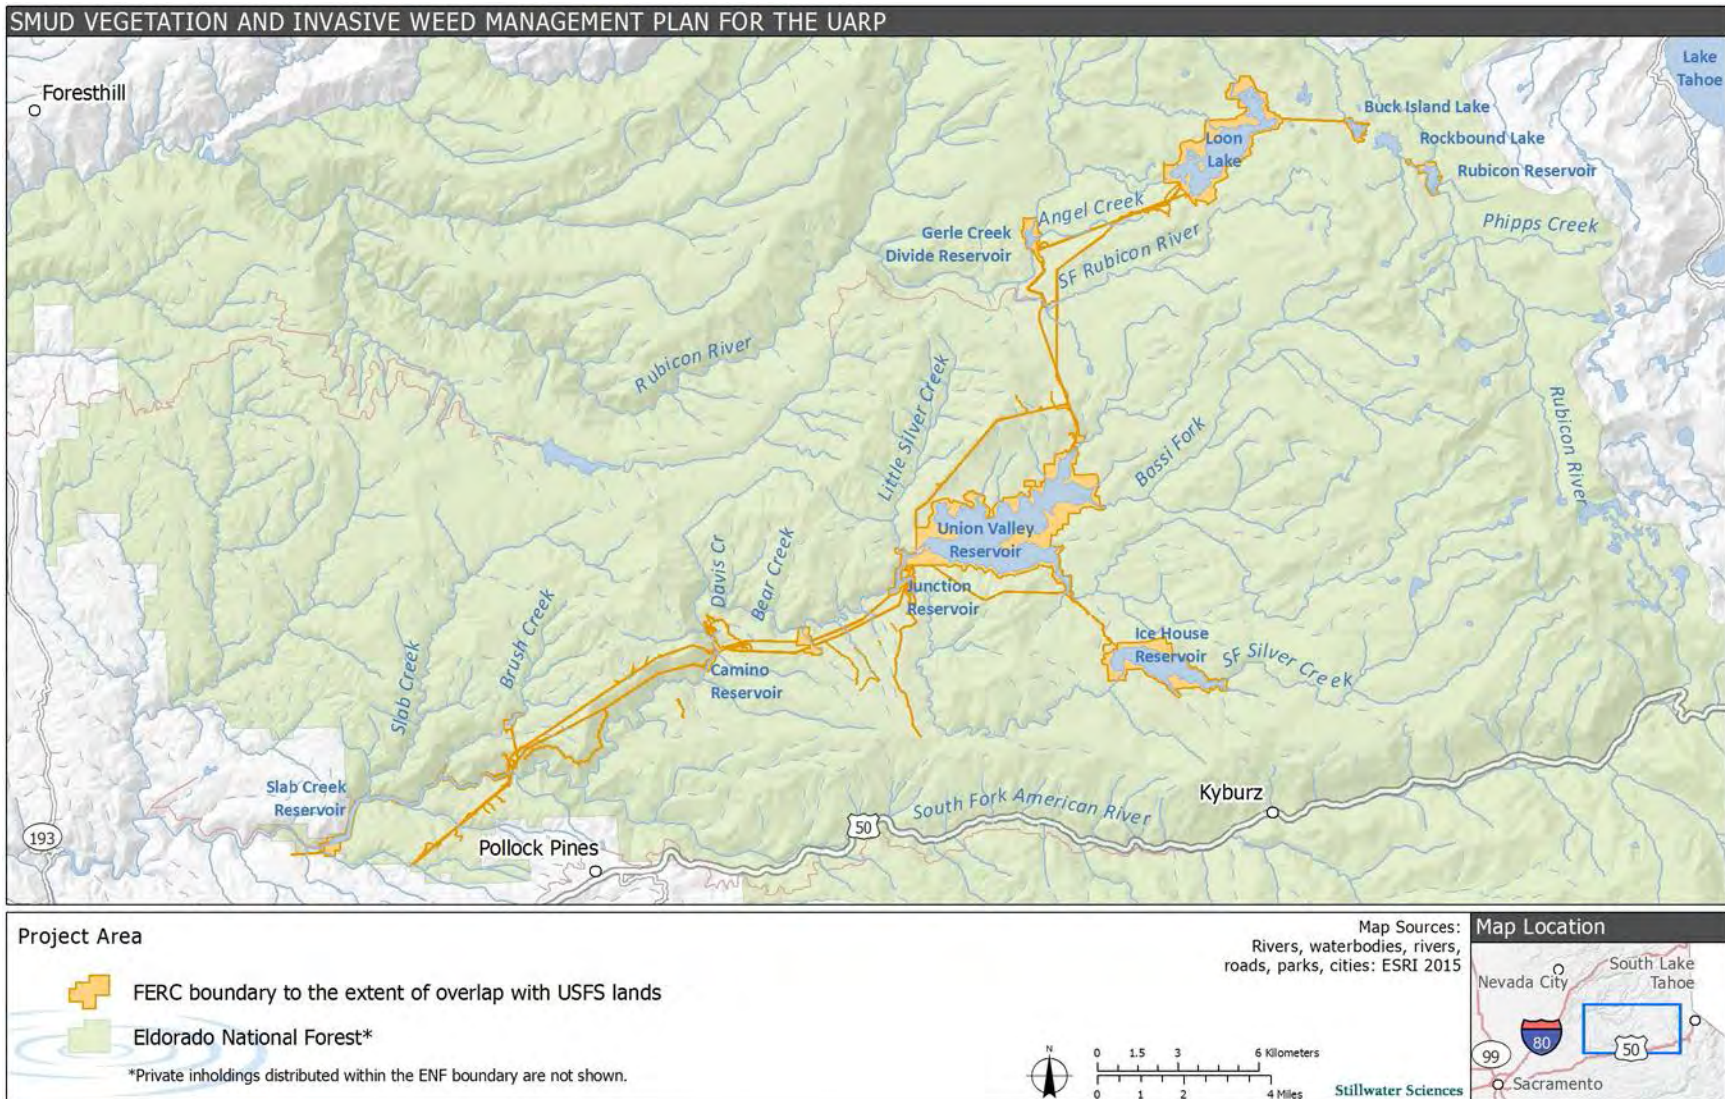 SMUD VEGETATION AND INVASIVE WEED MANAGEMENT PLAN FOR THE UARP
Foresthill
Lake
Tahoe
Buck Island Lake
Loon
Lake
Rockbound Lake
Rubicon Reservoir
Angel Creek
Phipps Creek
Gerle Creek
Divide Reservoir
SF Rubicon River
Rubicon River
Little Silver Creek
Rubicon River
Bassi Fork
Union Valley
Reservoir
Davis Cr
Bear Creek
Junction
Reservoir
Brush Creek
Slab Creek
Ice House
Reservoir
SF Silver Creek
Camino
Reservoir
Slab Creek
Reservoir
Kyburz
South Fork American River
50
193
Pollock Pines
Project Area
FERC boundary to the extent of overlap with USFS lands
Eldorado National Forest*
*Private inholdings distributed within the ENF boundary are not shown.
Map Sources:
Rivers, waterbodies, rivers,
roads, parks, cities: ESRI 2015
N
0 1.5 3 6 Kilometers
0 1 2 4 Miles
Stillwater Sciences
Map Location
Nevada City
South Lake
Tahoe
80
50
99
Sacramento